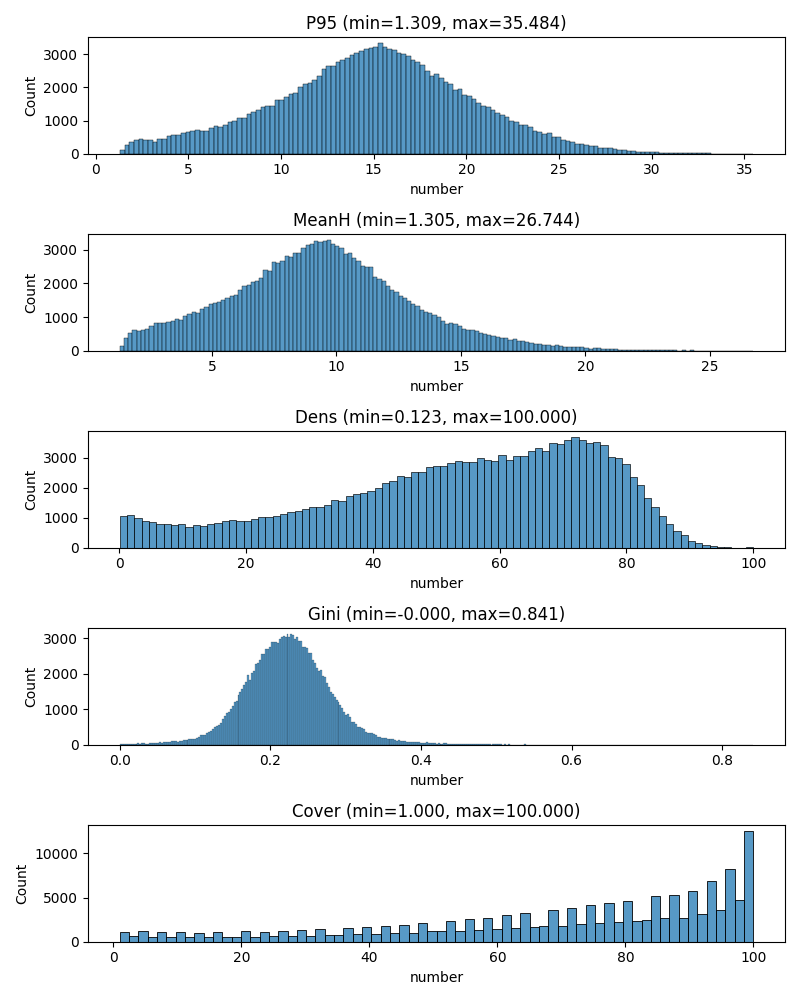 P95 (min=1.309, max=35.484)
3000
2000
1000
0
Count
0 5 10 15 20 25 30 35
number
MeanH (min=1.305, max=26.744)
3000
2000
1000
0
Count
5 10 15 20 25
number
Dens (min=0.123, max=100.000)
3000
2000
1000
0
Count
0 20 40 60 80 100
number
Gini (min=-0.000, max=0.841)
3000
2000
1000
0
Count
0.0 0.2 0.4 0.6 0.8
number
Cover (min=1.000, max=100.000)
10000
5000
0
Count
0 20 40 60 80 100
number